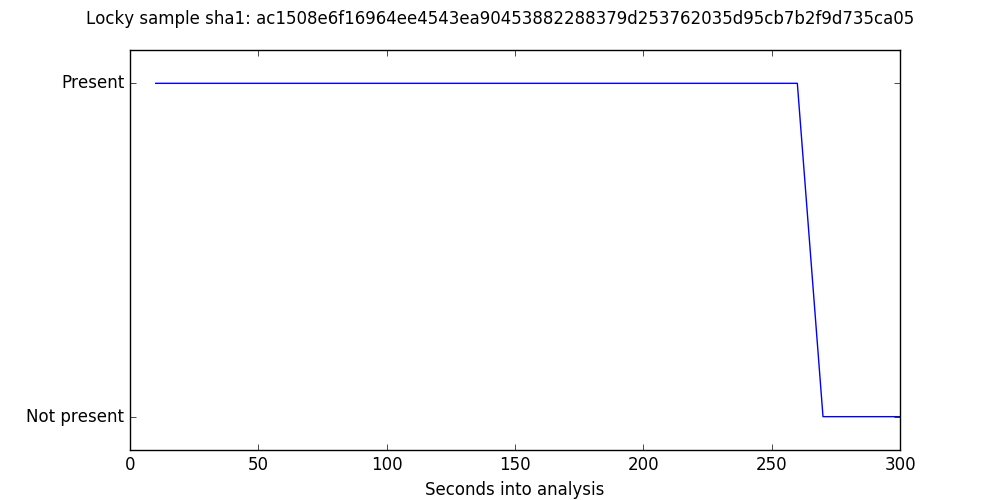 Locky sample sha1: ac1508e6f16964ee4543ea90453882288379d253762035d95cb7b2f9d735ca05
Present
Not present
0 50 100 150 200 250 300
Seconds into analysis